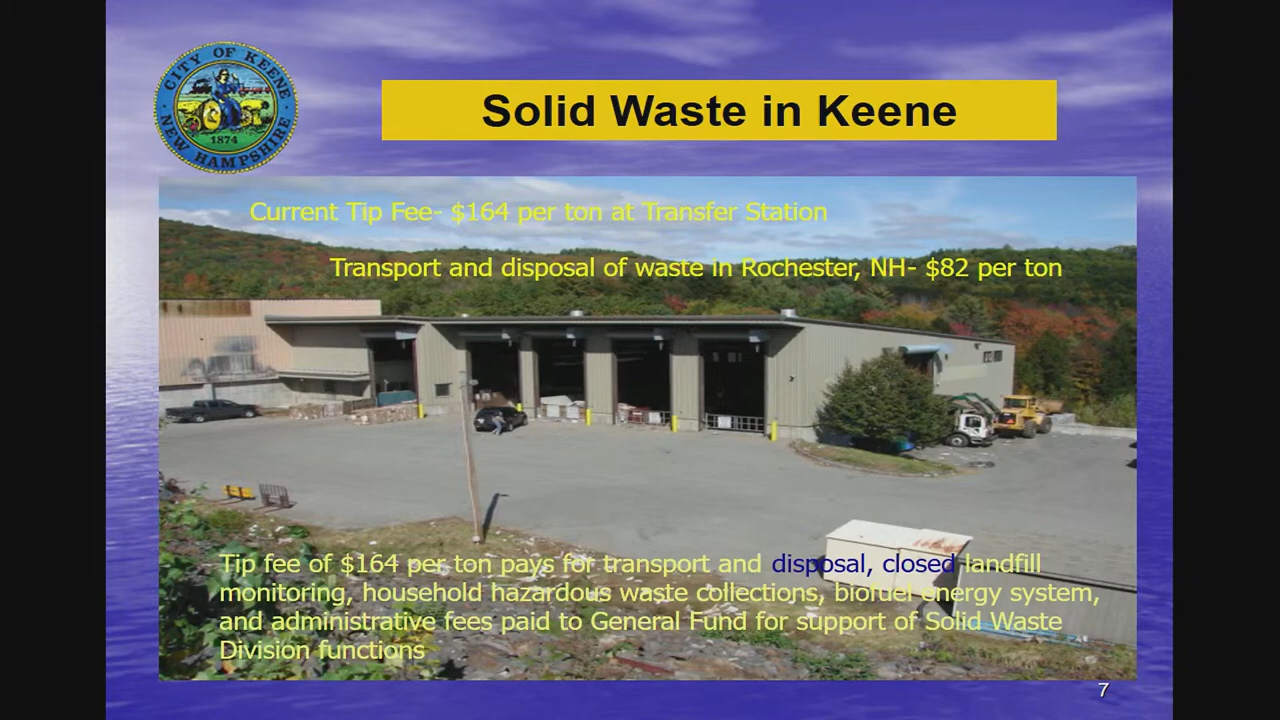 CITY OF KEENE
NEW HAMPSHIRE
1874
Solid Waste in Keene
Current Tip Fee- $164 per ton at Transfer Station
Transport and disposal of waste in Rochester, NH- $82 per ton
Tip fee of $164 per ton pays for transport and disposal, closed landfill
monitoring, household hazardous waste collections, biofuel energy system,
and administrative fees paid to General Fund for support of Solid Waste
Division functions
7